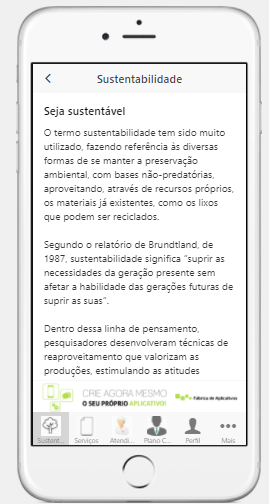 Sustentabilidade
Seja sustentável
O termo sustentabilidade tem sido muito
utilizado, fazendo referência às diversas
formas de se manter a preservação
ambiental, com bases não-predatórias,
aproveitando, através de recursos próprios,
os materiais já existentes, como os lixos
que podem ser reciclados.
Segundo o relatório de Brundtland, de
1987, sustentabilidade significa “suprir as
necessidades da geração presente sem
afetar a habilidade das gerações futuras de
suprir as suas”.
Dentro dessa linha de pensamento,
pesquisadores desenvolveram técnicas de
reaproveitamento que valorizam as
produções, estimulando as atitudes
CRIE AGORA MESMO
O SEU PRÓPRIO APLICATIVO!
Fábrica de Aplicativos
Sustent... Serviços Atendi... Plano C... Perfil Mais